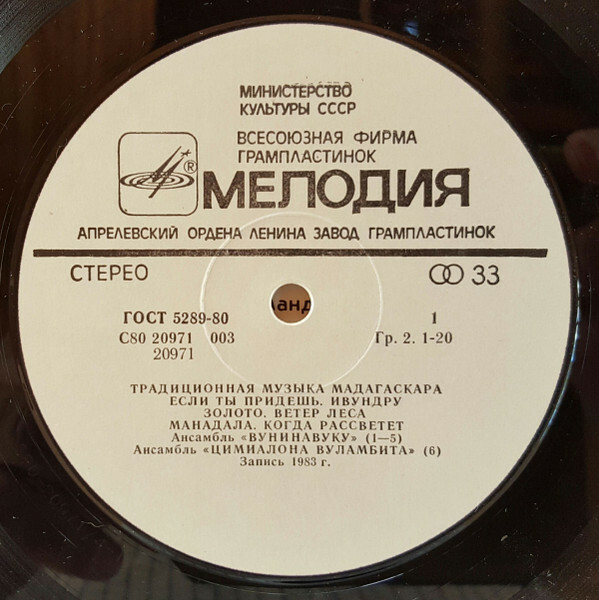 МИНИСТЕРСТВО
КУЛЬТУРЫ СССР
ВСЕСОЮЗНАЯ ФИРМА
ГРАМПЛАСТИНОК
®
МЕЛОДИЯ
АПРЕЛЕВСКИЙ ОРДЕНА ЛЕНИНА ЗАВОД ГРАМПЛАСТИНОК
СТЕРЕО 33
ГОСТ 5289-80 1
С80 20971 003 Гр. 2. 1-20
20971
ТРАДИЦИОННАЯ МУЗЫКА МАДАГАСКАРА
ЕСЛИ ТЫ ПРИДЕШЬ. ИВУНДРУ
ЗОЛОТО. ВЕТЕР ЛЕСА
МАНАДАЛА. КОГДА РАССВЕТЕТ
Ансамбль «ВУНИНАВУКУ» (1—5)
Ансамбль «ЦИМИАЛОНА ВУЛАМБИТА» (6)
Запись 1983 г.